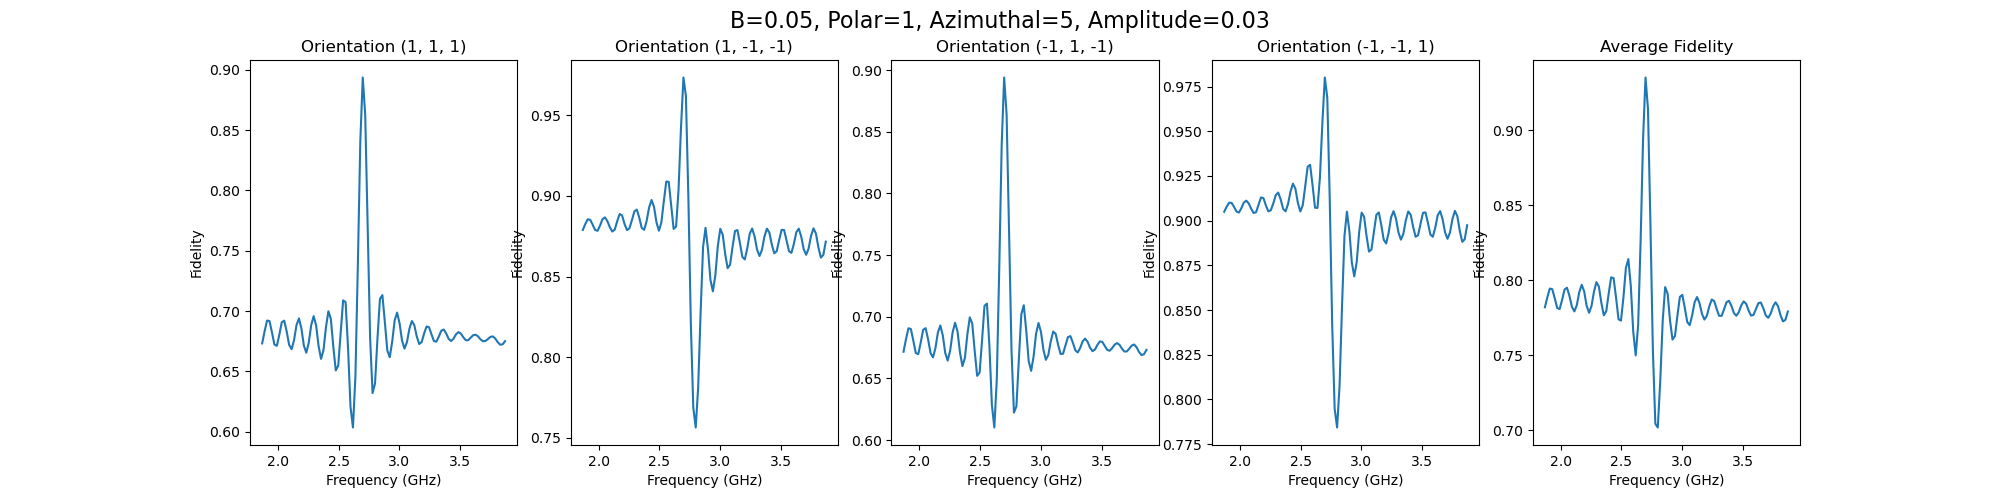 B=0.05, Polar=1, Azimuthal=5, Amplitude=0.03
Orientation (1, 1, 1)
Fidelity
0.90
0.85
0.80
0.75
0.70
0.65
0.60
2.0 2.5 3.0 3.5
Frequency (GHz)
Orientation (1, -1, -1)
Fidelity
0.95
0.90
0.85
0.80
0.75
2.0 2.5 3.0 3.5
Frequency (GHz)
Orientation (-1, 1, -1)
Fidelity
0.90
0.85
0.80
0.75
0.70
0.65
0.60
2.0 2.5 3.0 3.5
Frequency (GHz)
Orientation (-1, -1, 1)
Fidelity
0.975
0.950
0.925
0.900
0.875
0.850
0.825
0.800
0.775
2.0 2.5 3.0 3.5
Frequency (GHz)
Average Fidelity
Fidelity
0.90
0.85
0.80
0.75
0.70
2.0 2.5 3.0 3.5
Frequency (GHz)